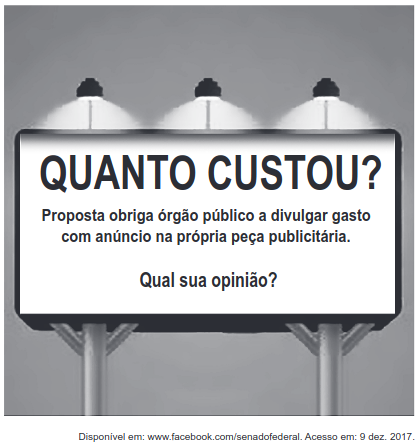 QUANTO CUSTOU?
Proposta obriga órgão público a divulgar gasto
com anúncio na própria peça publicitária.
Qual sua opinião?
Disponível em: www.facebook.com/senadofederal. Acesso em: 9 dez. 2017.